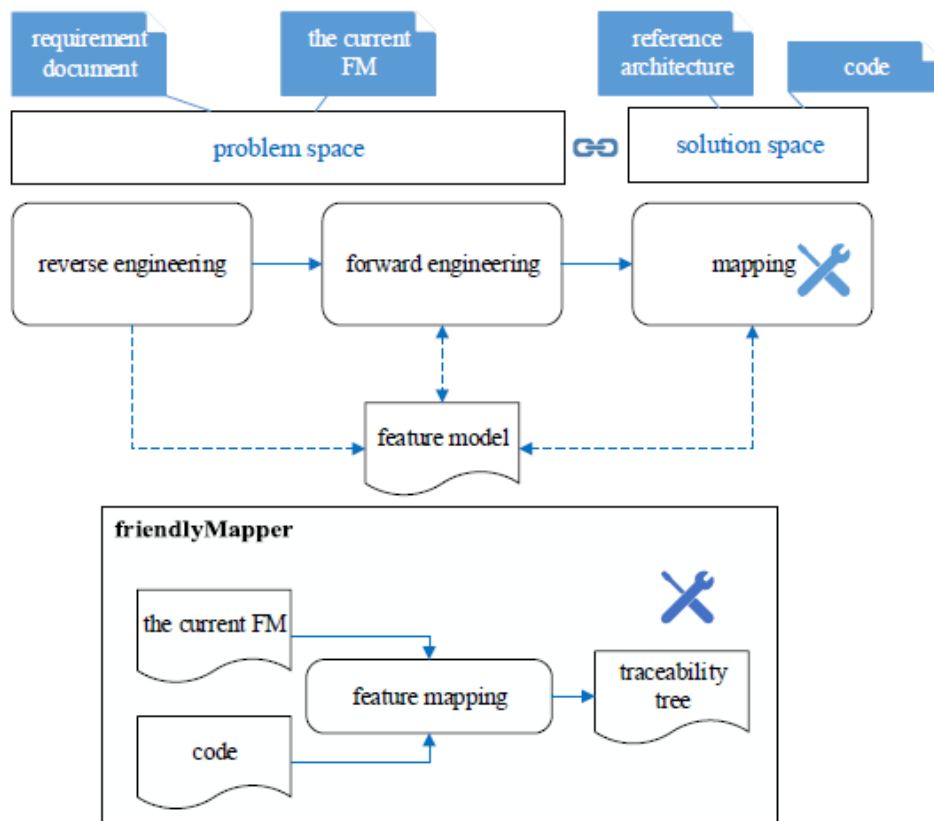 requirement
document
the current
FM
reference
architecture
code
problem space
solution space
reverse engineering
forward engineering
mapping
feature model
friendlyMapper
the current FM
feature mapping
traceability
tree
code